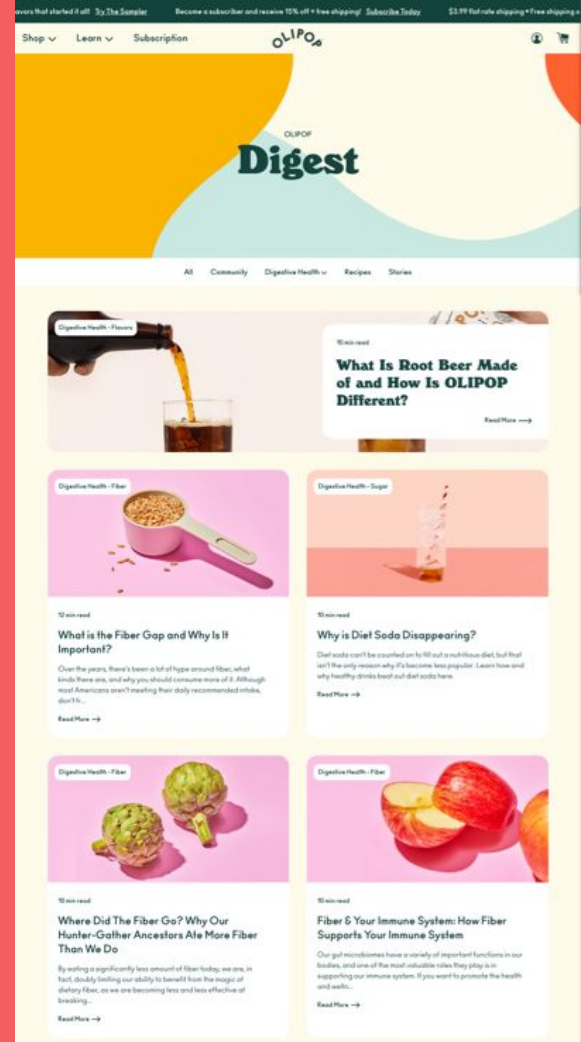 avors that started it all! Try The Sampler Become a subscriber and receive 15% off + free shipping! Subscribe Today $3.99 flat rate shipping • Free shipping o
Shop Learn Subscription OLIPOP
OLIPOP
Digest
All Community Digestive Health Recipes Stories
Digestive Health - Flavors
10 min read
What Is Root Beer Made
of and How Is OLIPOP
Different?
Read More
Digestive Health - Fiber
12 min read
What is the Fiber Gap and Why Is It
Important?
Over the years, there's been a lot of hype around fiber, what
kinds there are, and why you should consume more of it. Although
most Americans aren't meeting their daily recommended intake,
don't fr...
Read More
Digestive Health - Sugar
10 min read
Why is Diet Soda Disappearing?
Diet soda can't be counted on to fill out a nutritious diet, but that
isn't the only reason why it's become less popular. Learn how and
why healthy drinks beat out diet soda here.
Read More
Digestive Health - Fiber
10 min read
Where Did The Fiber Go? Why Our
Hunter-Gather Ancestors Ate More Fiber
Than We Do
By eating a significantly less amount of fiber today, we are, in
fact, doubly limiting our ability to benefit from the magic of
dietary fiber, as we are becoming less and less effective at
breaking...
Read More
Digestive Health - Fiber
10 min read
Fiber & Your Immune System: How Fiber
Supports Your Immune System
Our gut microbiomes have a variety of important functions in our
bodies, and one of the most valuable roles they play is in
supporting our immune system. If you want to promote the health
and welln...
Read More